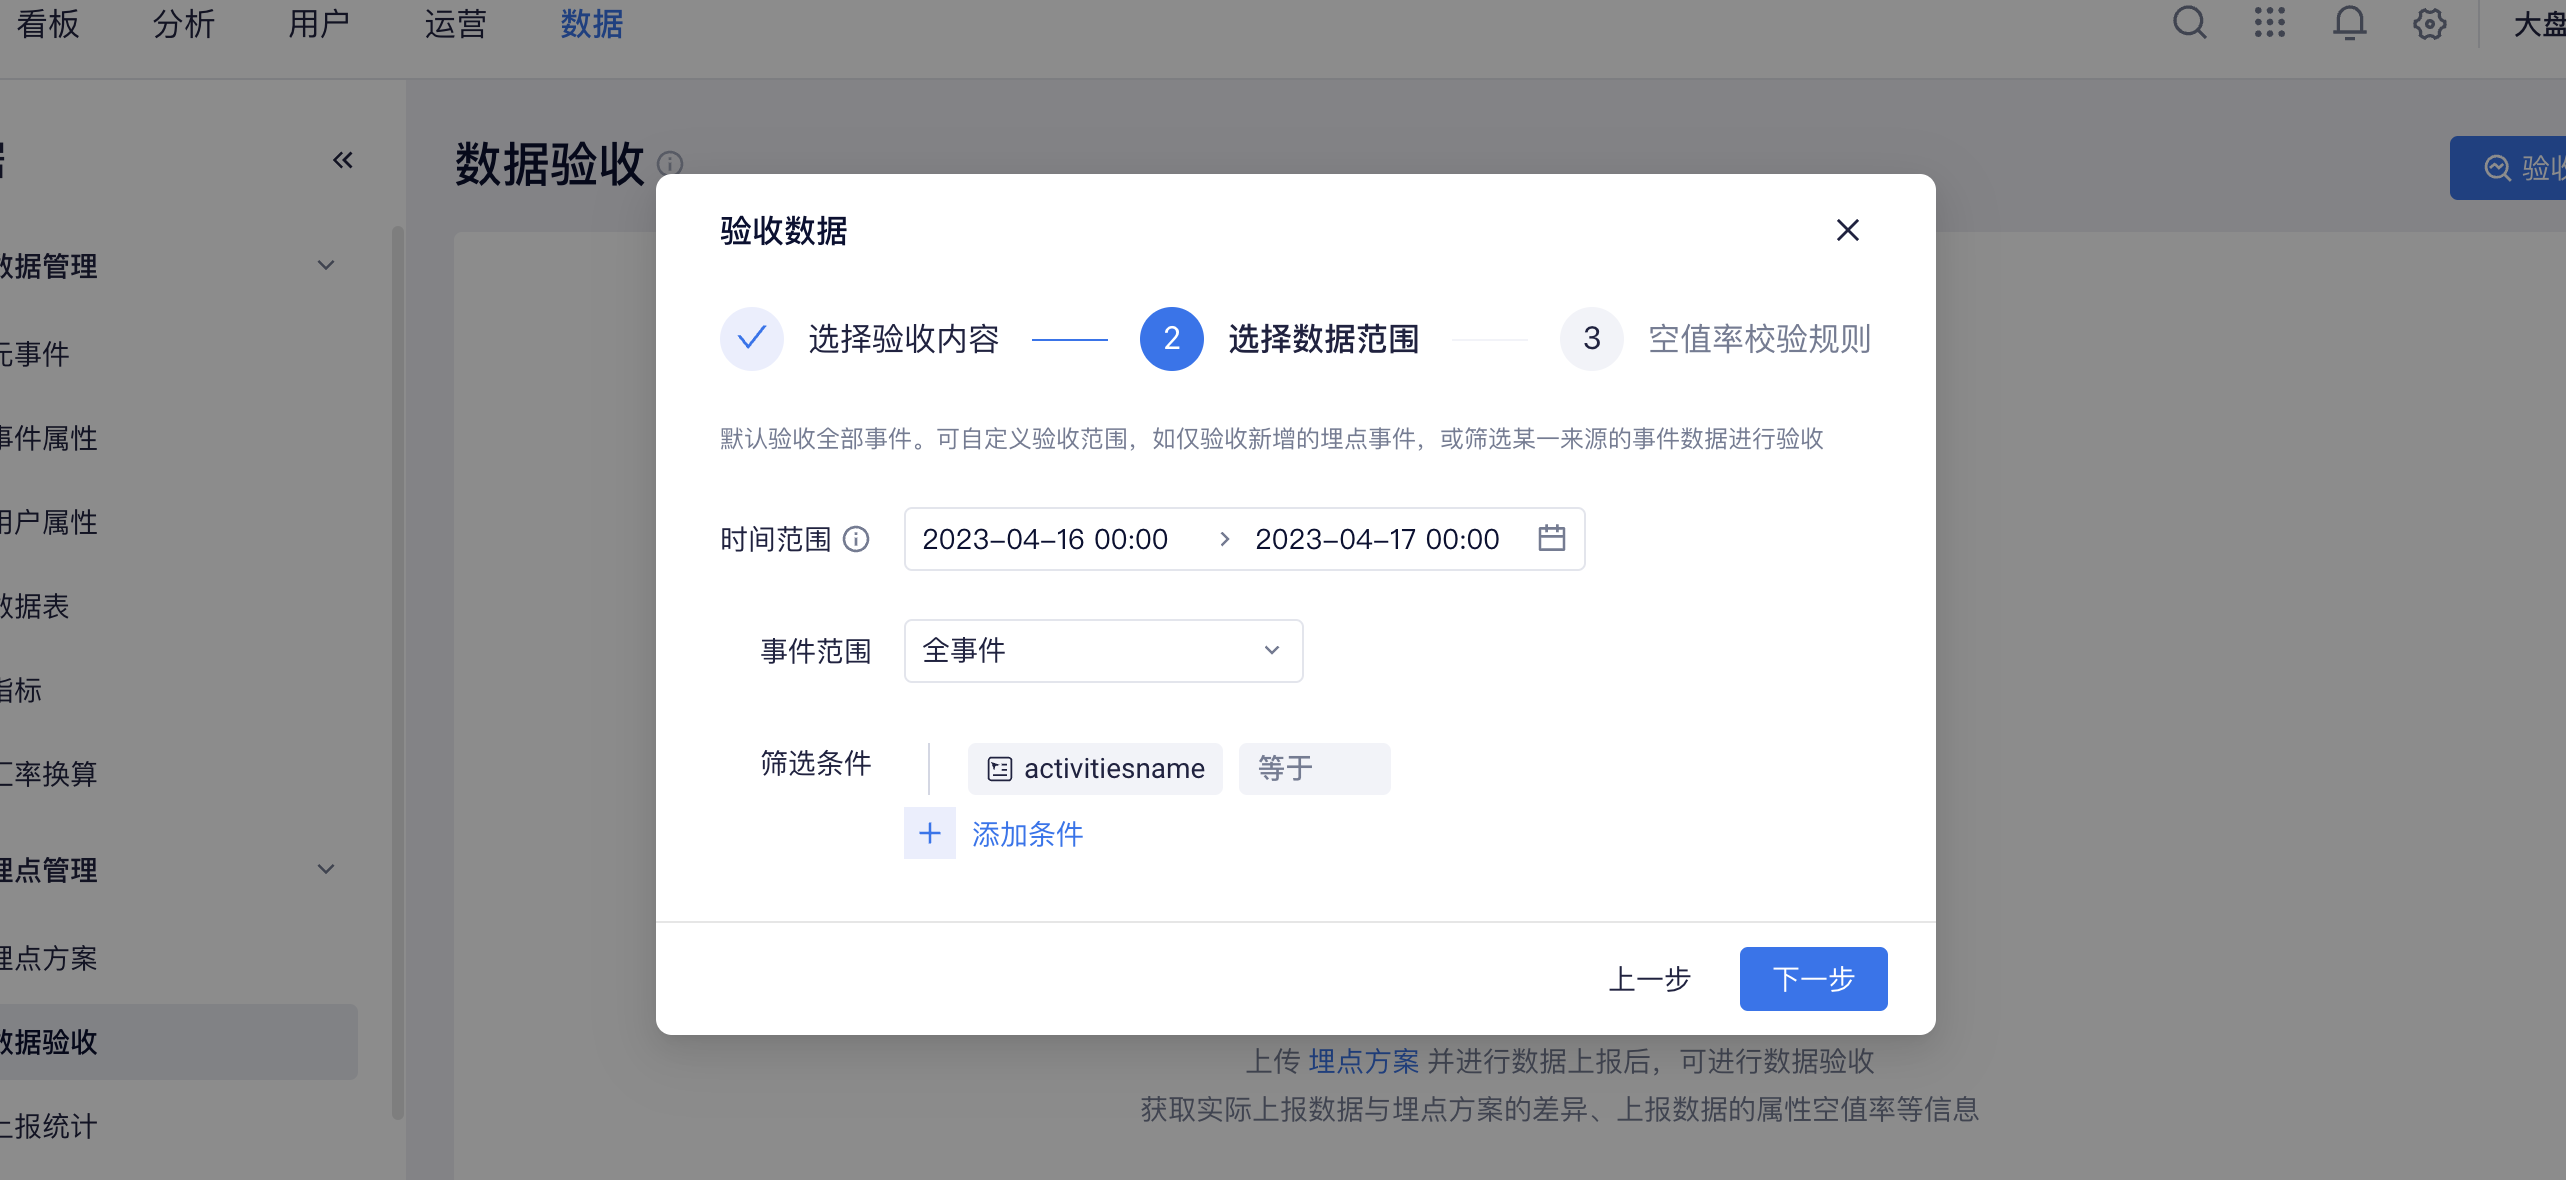 看板 分析 用户 运营 数据 大盘
数据验收 验收
数据管理
元事件
事件属性
用户属性
数据表
指标
汇率换算
埋点管理
埋点方案
数据验收
上报统计
验收数据
选择验收内容 2 选择数据范围 3 空值率校验规则
默认验收全部事件。可自定义验收范围，如仅验收新增的埋点事件，或筛选某一来源的事件数据进行验收
时间范围 2023-04-16 00:00 2023-04-17 00:00
事件范围 全事件
筛选条件 activitiesname 等于
添加条件
上一步 下一步
上传 埋点方案 并进行数据上报后，可进行数据验收
获取实际上报数据与埋点方案的差异、上报数据的属性空值率等信息